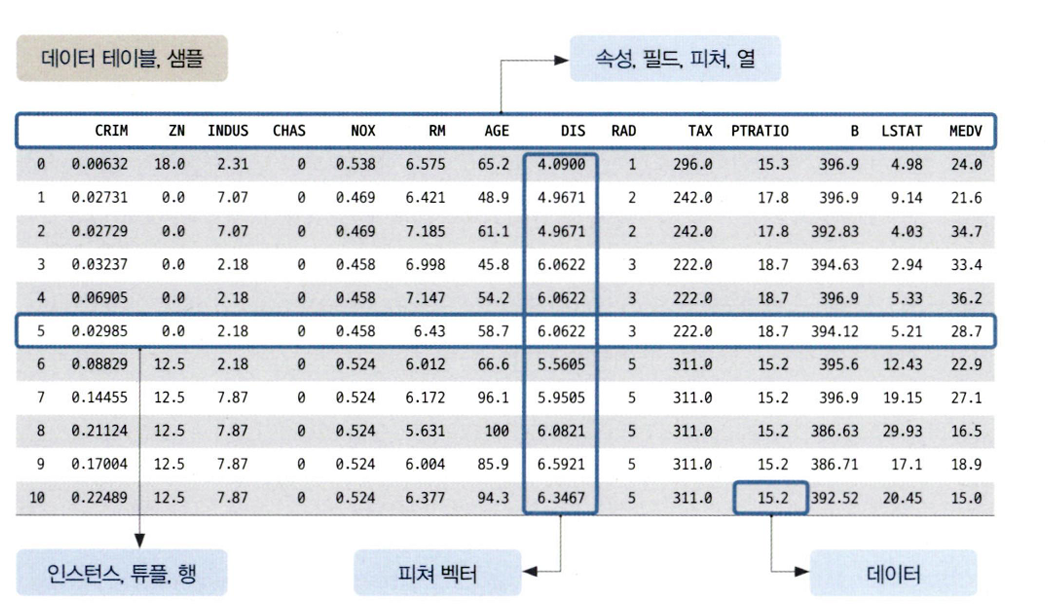 데이터 테이블, 샘플
속성, 필드, 피쳐, 열
CRIM ZN INDUS CHAS NOX RM AGE DIS RAD TAX PTRATIO B LSTAT MEDV
0 0.00632 18.0 2.31 0 0.538 6.575 65.2 4.0900 1 296.0 15.3 396.9 4.98 24.0
1 0.02731 0.0 7.07 0 0.469 6.421 48.9 4.9671 2 242.0 17.8 396.9 9.14 21.6
2 0.02729 0.0 7.07 0 0.469 7.185 61.1 4.9671 2 242.0 17.8 392.83 4.03 34.7
3 0.03237 0.0 2.18 0 0.458 6.998 45.8 6.0622 3 222.0 18.7 394.63 2.94 33.4
4 0.06905 0.0 2.18 0 0.458 7.147 54.2 6.0622 3 222.0 18.7 396.9 5.33 36.2
5 0.02985 0.0 2.18 0 0.458 6.43 58.7 6.0622 3 222.0 18.7 394.12 5.21 28.7
6 0.08829 12.5 2.18 0 0.524 6.012 66.6 5.5605 5 311.0 15.2 395.6 12.43 22.9
7 0.14455 12.5 7.87 0 0.524 6.172 96.1 5.9505 5 311.0 15.2 396.9 19.15 27.1
8 0.21124 12.5 7.87 0 0.524 5.631 100 6.0821 5 311.0 15.2 386.63 29.93 16.5
9 0.17004 12.5 7.87 0 0.524 6.004 85.9 6.5921 5 311.0 15.2 386.71 17.1 18.9
10 0.22489 12.5 7.87 0 0.524 6.377 94.3 6.3467 5 311.0 15.2 392.52 20.45 15.0
인스턴스, 튜플, 행
피쳐 벡터
데이터